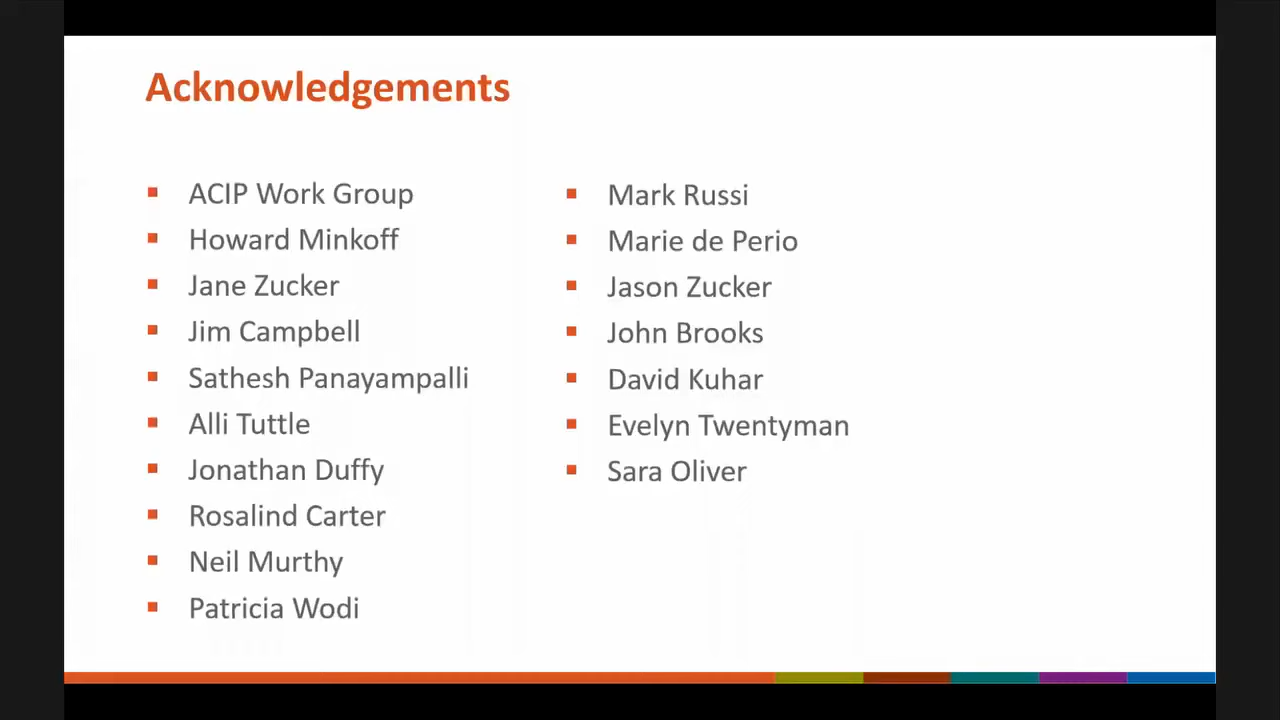 Acknowledgements
ACIP Work Group
Howard Minkoff
Jane Zucker
Jim Campbell
Sathesh Panayampalli
Alli Tuttle
Jonathan Duffy
Rosalind Carter
Neil Murthy
Patricia Wodi
Mark Russi
Marie de Perio
Jason Zucker
John Brooks
David Kuhar
Evelyn Twentyman
Sara Oliver